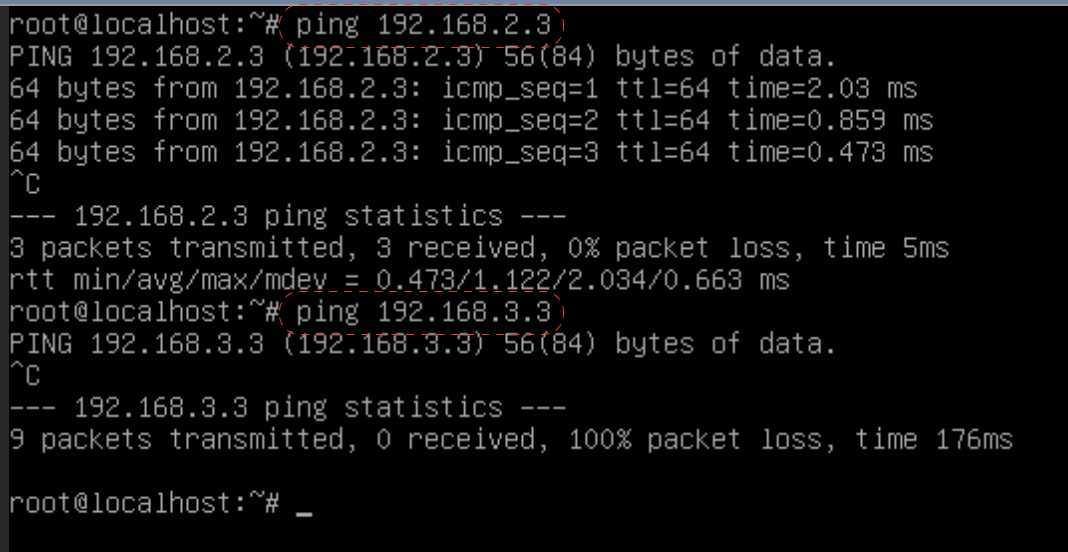 root@localhost:~# ping 192.168.2.3
PING 192.168.2.3 (192.168.2.3) 56(84) bytes of data.
64 bytes from 192.168.2.3: icmp_seq=1 ttl=64 time=2.03 ms
64 bytes from 192.168.2.3: icmp_seq=2 ttl=64 time=0.859 ms
64 bytes from 192.168.2.3: icmp_seq=3 ttl=64 time=0.473 ms
^C
--- 192.168.2.3 ping statistics ---
3 packets transmitted, 3 received, 0% packet loss, time 5ms
rtt min/avg/max/mdev = 0.473/1.122/2.034/0.663 ms
root@localhost:~# ping 192.168.3.3
PING 192.168.3.3 (192.168.3.3) 56(84) bytes of data.
^C
--- 192.168.3.3 ping statistics ---
9 packets transmitted, 0 received, 100% packet loss, time 176ms
root@localhost:~# _